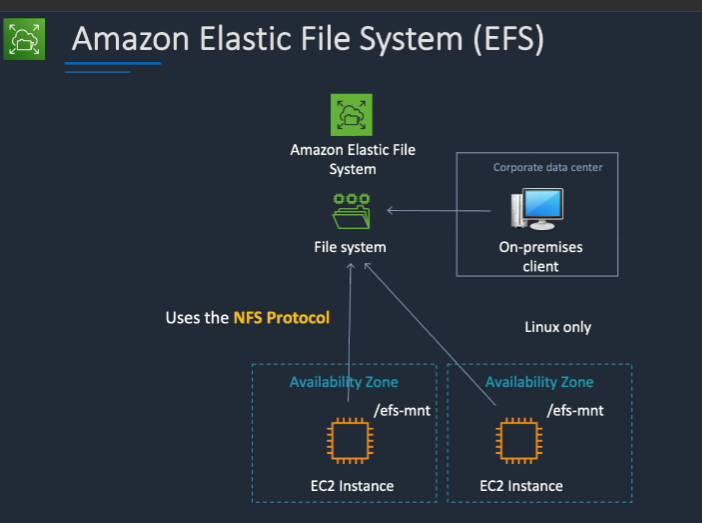 Amazon Elastic File System (EFS)
Amazon Elastic File
System
Corporate data center
File system
On-premises
client
Uses the NFS Protocol
Linux only
Availability Zone
/efs-mnt
EC2 Instance
Availability Zone
/efs-mnt
EC2 Instance